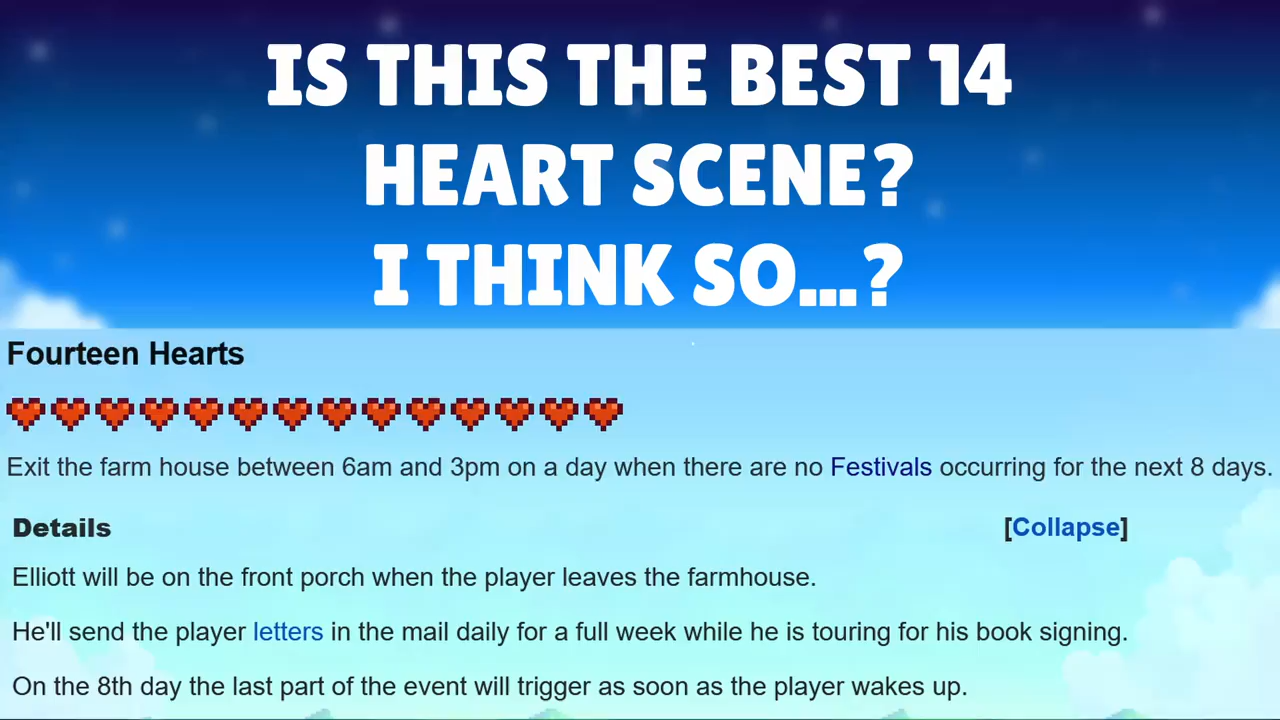 IS THIS THE BEST 14
HEART SCENE?
I THINK SO...?
Fourteen Hearts
Exit the farm house between 6am and 3pm on a day when there are no Festivals occurring for the next 8 days.
Details [Collapse]
Elliott will be on the front porch when the player leaves the farmhouse.
He'll send the player letters in the mail daily for a full week while he is touring for his book signing.
On the 8th day the last part of the event will trigger as soon as the player wakes up.